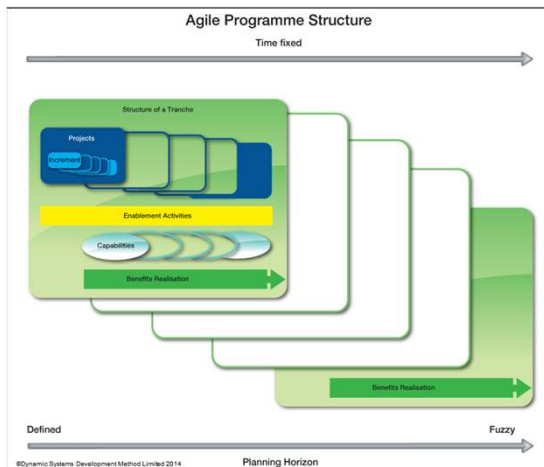 Agile Programme Structure
Time fixed
Structure of a Tranche
Projects
Increment
Enablement Activities
Capabilities
Benefits Realisation
Benefits Realisation
Defined
Fuzzy
Planning Horizon
©Dynamic Systems Development Method Limited 2014